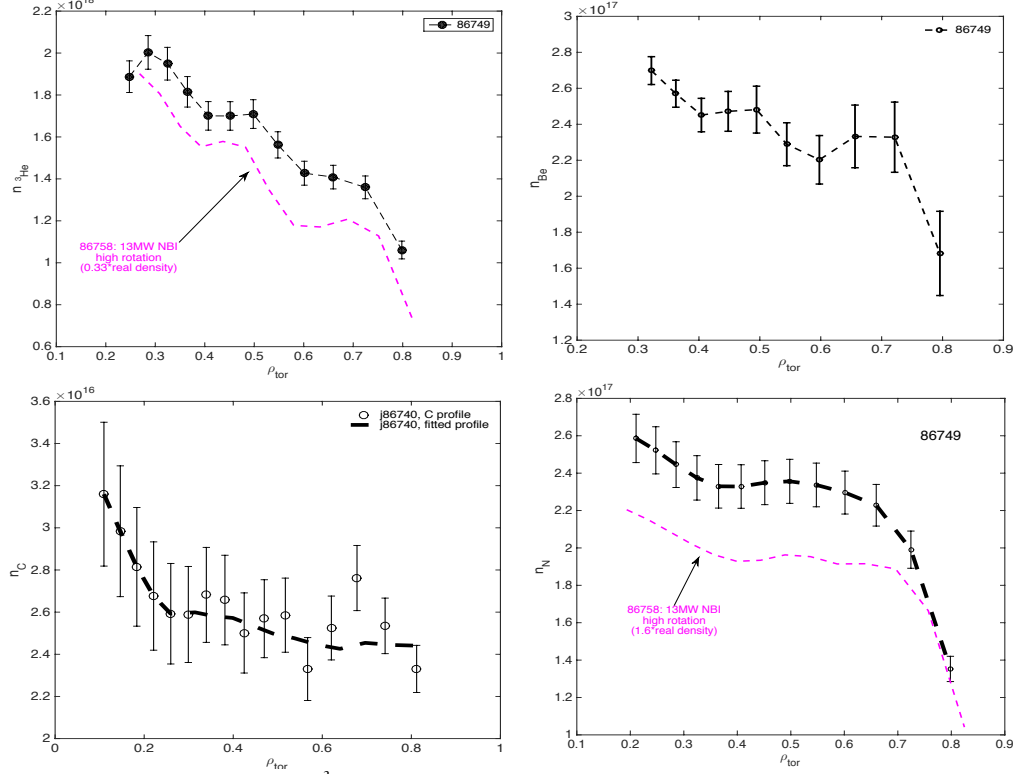 ×10^18
2.2
2
1.8
1.6
1.4
1.2
1
0.8
0.6
n 3He
86749
86758: 13MW NBI
high rotation
(0.33*real density)
0.1 0.2 0.3 0.4 0.5 0.6 0.7 0.8 0.9 1
ρtor
×10^17
3
2.8
2.6
2.4
2.2
2
1.8
1.6
1.4
1.2
nBe
86749
0.2 0.3 0.4 0.5 0.6 0.7 0.8 0.9
ρtor
×10^16
3.6
3.4
3.2
3
2.8
2.6
2.4
2.2
2
nC
j86740, C profile
j86740, fitted profile
0 0.2 0.4 0.6 0.8 1
ρtor
×10^17
2.8
2.6
2.4
2.2
2
1.8
1.6
1.4
1.2
1
nN
86749
86758: 13MW NBI
high rotation
(1.6*real density)
0.1 0.2 0.3 0.4 0.5 0.6 0.7 0.8 0.9
ρtor